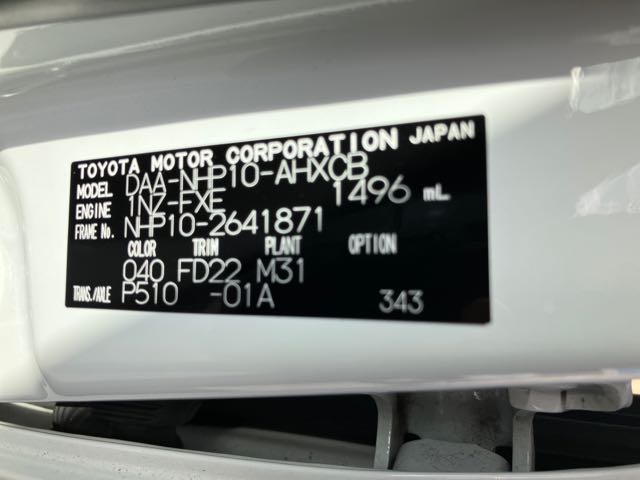 TOYOTA MOTOR CORPORATION JAPAN
MODEL DAA-NHP10-AHXCB
ENGINE 1NZ-FXE 1496 mL
FRAME No. NHP10-2641871
COLOR TRIM PLANT OPTION
040 FD22 M31
TRANS./AXLE P510 -01A 343